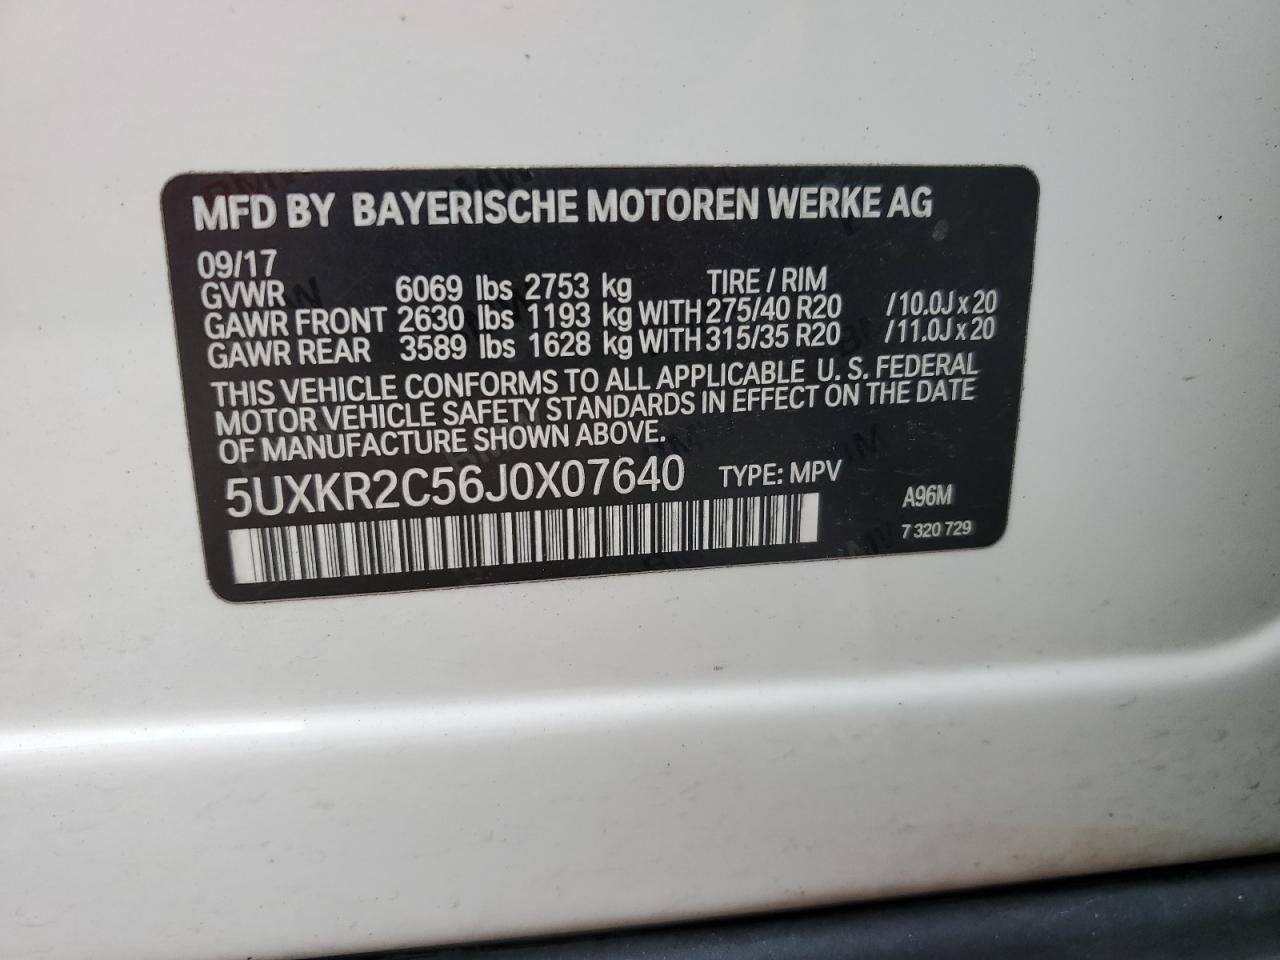 MFD BY BAYERISCHE MOTOREN WERKE AG
09/17 TIRE / RIM
GVWR 6069 lbs 2753 kg
GAWR FRONT 2630 lbs 1193 kg WITH 275/40 R20 /10.0J x 20
GAWR REAR 3589 lbs 1628 kg WITH 315/35 R20 /11.0J x 20
THIS VEHICLE CONFORMS TO ALL APPLICABLE U. S. FEDERAL
MOTOR VEHICLE SAFETY STANDARDS IN EFFECT ON THE DATE
OF MANUFACTURE SHOWN ABOVE.
5UXKR2C56J0X07640 TYPE: MPV
A96M
7 320 729